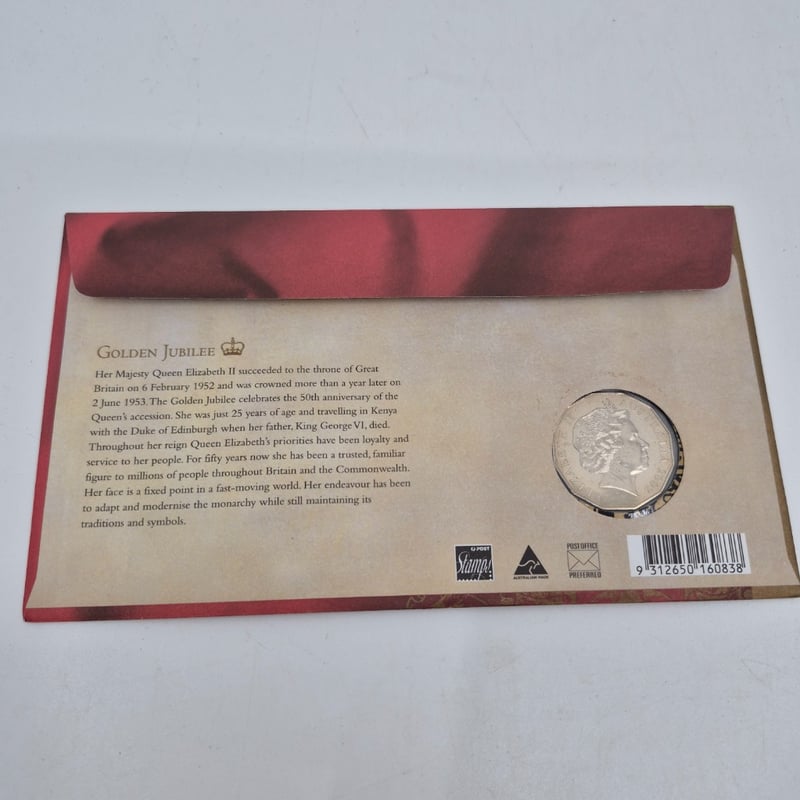 GOLDEN JUBILEE
Her Majesty Queen Elizabeth II succeeded to the throne of Great
Britain on 6 February 1952 and was crowned more than a year later on
2 June 1953. The Golden Jubilee celebrates the 50th anniversary of the
Queen's accession. She was just 25 years of age and travelling in Kenya
with the Duke of Edinburgh when her father, King George VI, died.
Throughout her reign Queen Elizabeth's priorities have been loyalty and
service to her people. For fifty years now she has been a trusted, familiar
figure to millions of people throughout Britain and the Commonwealth.
Her face is a fixed point in a fast-moving world. Her endeavour has been
to adapt and modernise the monarchy while still maintaining its
traditions and symbols.
POST
Stamp!
AUSTRALIAN MADE
POST OFFICE
PREFERRED
9 312650 160838